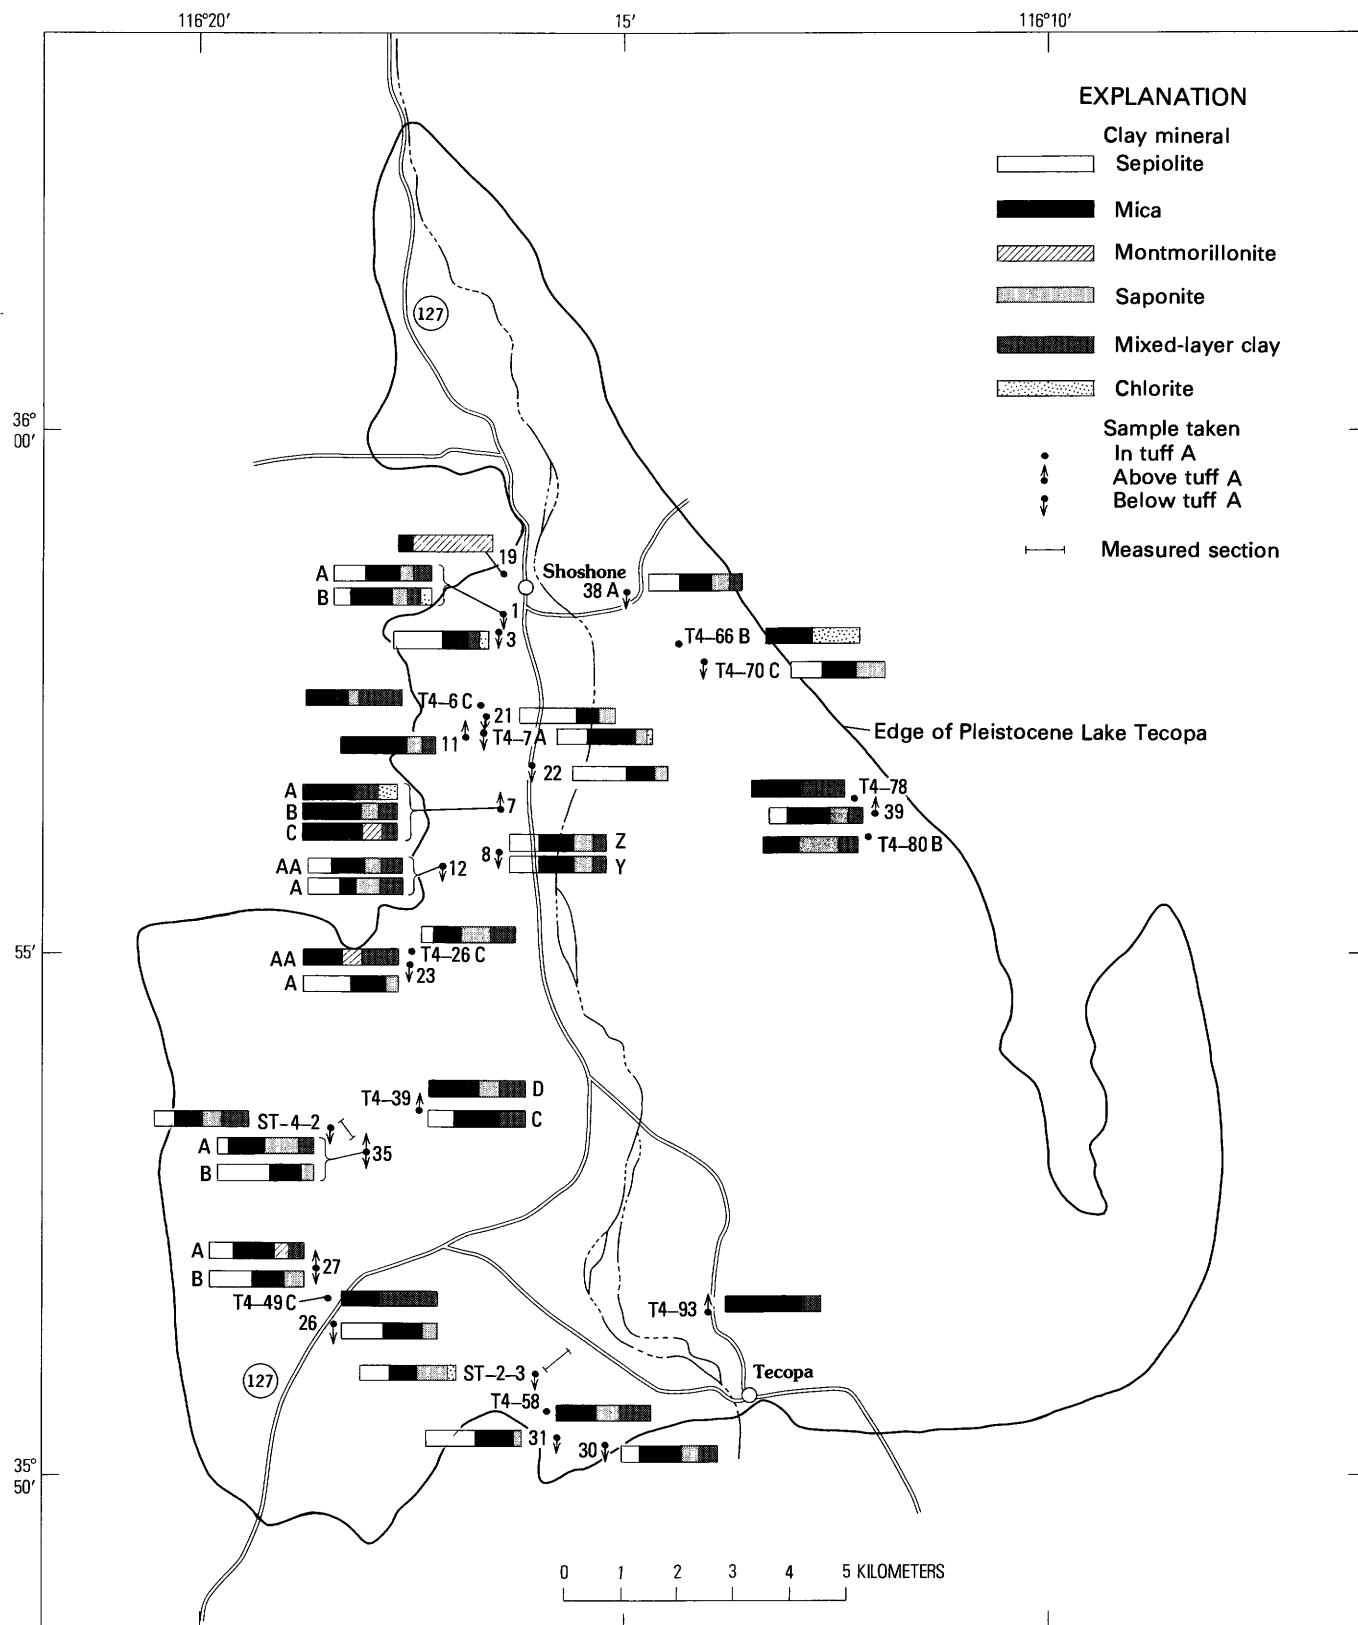 116°20′ 15′ 116°10′
EXPLANATION
Clay mineral
Sepiolite
Mica
Montmorillonite
Saponite
Mixed-layer clay
Chlorite
Sample taken
In tuff A
Above tuff A
Below tuff A
Measured section
127
36°
00′
19
Shoshone
A
38 A
B
1
3
T4–66 B
T4–70 C
T4–6 C
21
Edge of Pleistocene Lake Tecopa
11
T4–7A
22
A
T4–78
7
B
39
C
T4–80 B
Z
8
AA
12
Y
A
55′
T4–26 C
AA
23
A
D
T4–39
C
ST–4–2
A
35
B
A
27
B
T4–49 C
T4–93
26
127
ST–2–3
Tecopa
T4–58
31
30
35°
50′
0 1 2 3 4 5 KILOMETERS